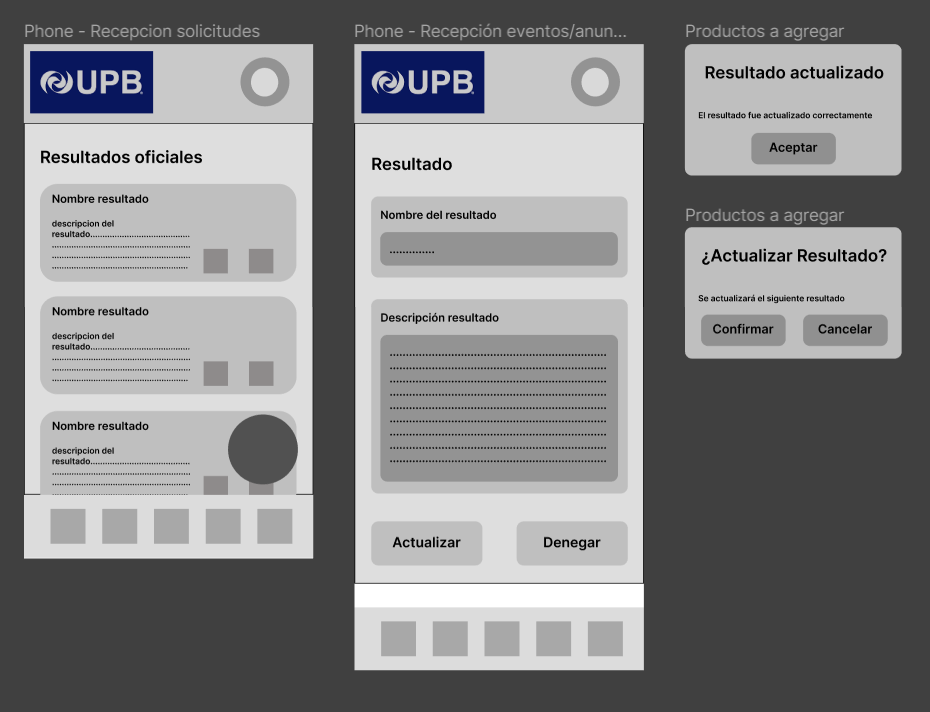 Phone - Recepcion solicitudes
UPB
Resultados oficiales
Nombre resultado
descripcion del
resultado.......................................
......................................................
......................................................
.....................................................
Nombre resultado
descripcion del
resultado.......................................
......................................................
......................................................
.....................................................
Nombre resultado
descripcion del
resultado.......................................
......................................................
......................................................
.....................................................
Phone - Recepción eventos/anun...
UPB
Resultado
Nombre del resultado
..............
Descripción resultado
....................................................................
....................................................................
....................................................................
....................................................................
....................................................................
....................................................................
....................................................................
....................................................................
....................................................................
Actualizar
Denegar
Productos a agregar
Resultado actualizado
El resultado fue actualizado correctamente
Aceptar
Productos a agregar
¿Actualizar Resultado?
Se actualizará el siguiente resultado
Confirmar
Cancelar